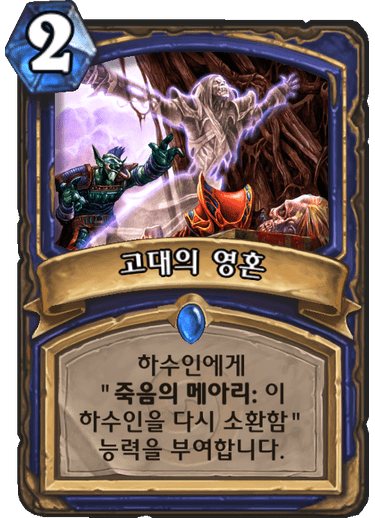 2
고대의 영혼
하수인에게
"죽음의 메아리: 이
하수인을 다시 소환함"
능력을 부여합니다.